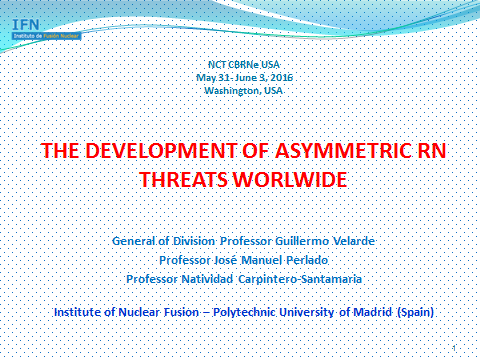 IFN
Instituto de Fusión Nuclear
NCT CBRNe USA
May 31- June 3, 2016
Washington, USA
THE DEVELOPMENT OF ASYMMETRIC RN
THREATS WORLWIDE
General of Division Professor Guillermo Velarde
Professor José Manuel Perlado
Professor Natividad Carpintero-Santamaria
Institute of Nuclear Fusion – Polytechnic University of Madrid (Spain)
1